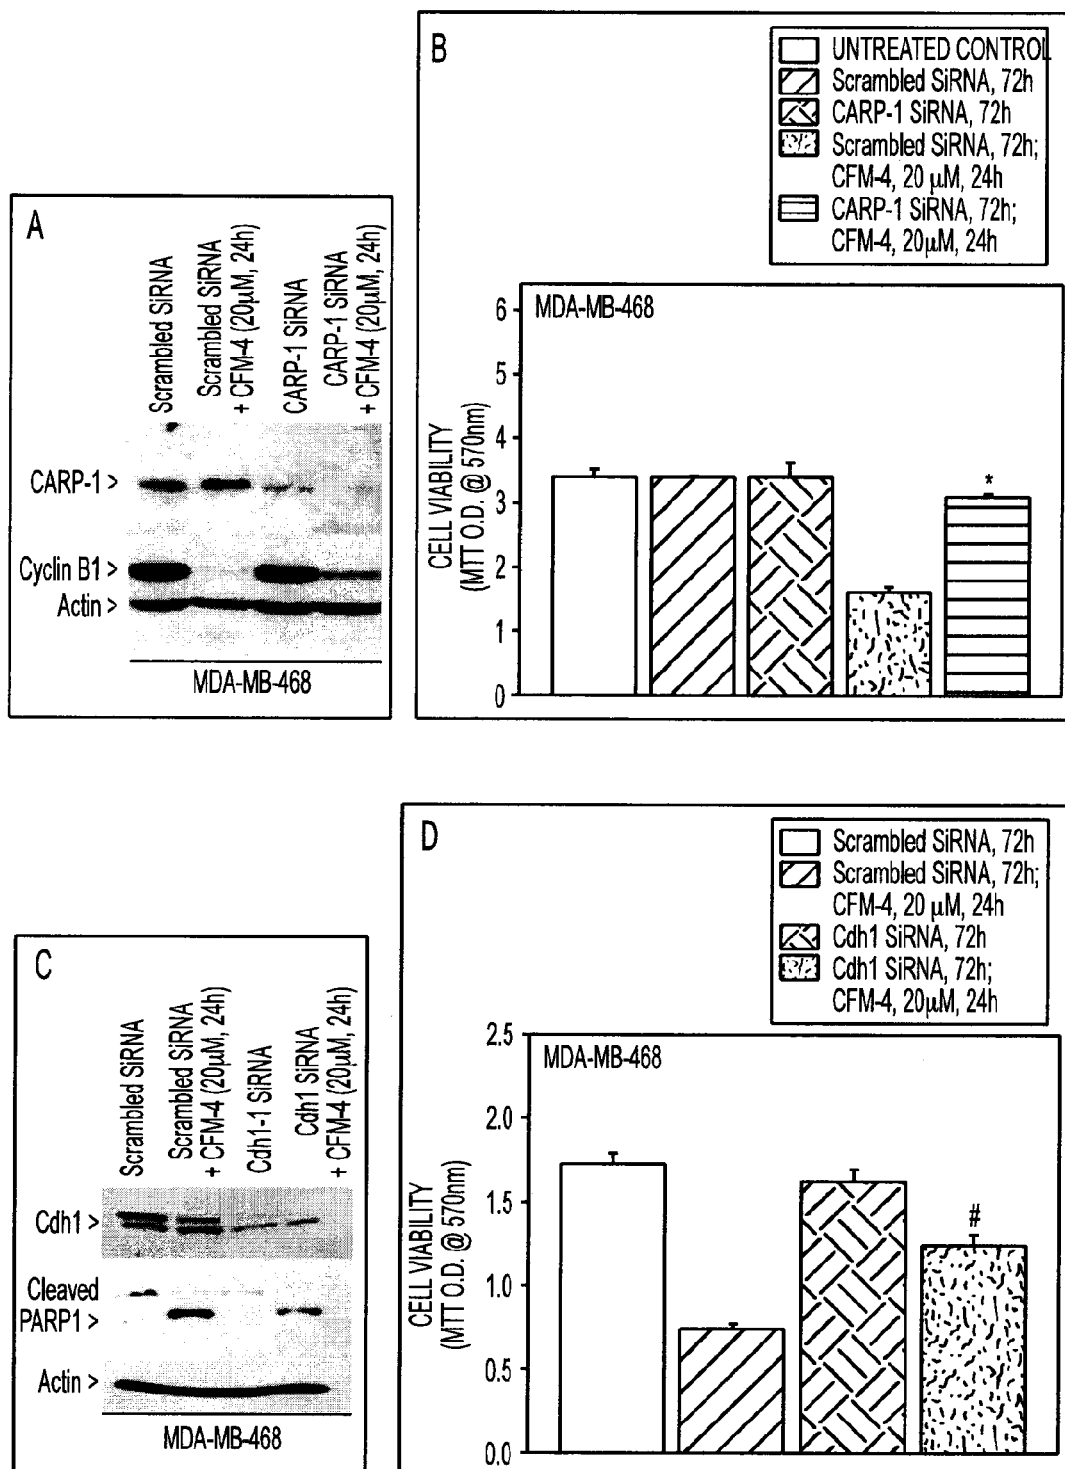 A
Scrambled SiRNA
Scrambled SiRNA
+ CFM-4 (20µM, 24h)
CARP-1 SiRNA
CARP-1 SiRNA
+ CFM-4 (20µM, 24h)
CARP-1 >
Cyclin B1 >
Actin >
MDA-MB-468
B
UNTREATED CONTROL
Scrambled SiRNA, 72h
CARP-1 SiRNA, 72h
Scrambled SiRNA, 72h;
CFM-4, 20 µM, 24h
CARP-1 SiRNA, 72h;
CFM-4, 20µM, 24h
MDA-MB-468
CELL VIABILITY
(MTT O.D. @ 570nm)
6
5
4
3
2
1
0
*
C
Scrambled SiRNA
Scrambled SiRNA
+ CFM-4 (20µM, 24h)
Cdh1-1 SiRNA
Cdh1 SiRNA
+ CFM-4 (20µM, 24h)
Cdh1 >
Cleaved
PARP1 >
Actin >
MDA-MB-468
D
Scrambled SiRNA, 72h
Scrambled SiRNA, 72h;
CFM-4, 20 µM, 24h
Cdh1 SiRNA, 72h
Cdh1 SiRNA, 72h;
CFM-4, 20µM, 24h
MDA-MB-468
CELL VIABILITY
(MTT O.D. @ 570nm)
2.5
2.0
1.5
1.0
0.5
0.0
#